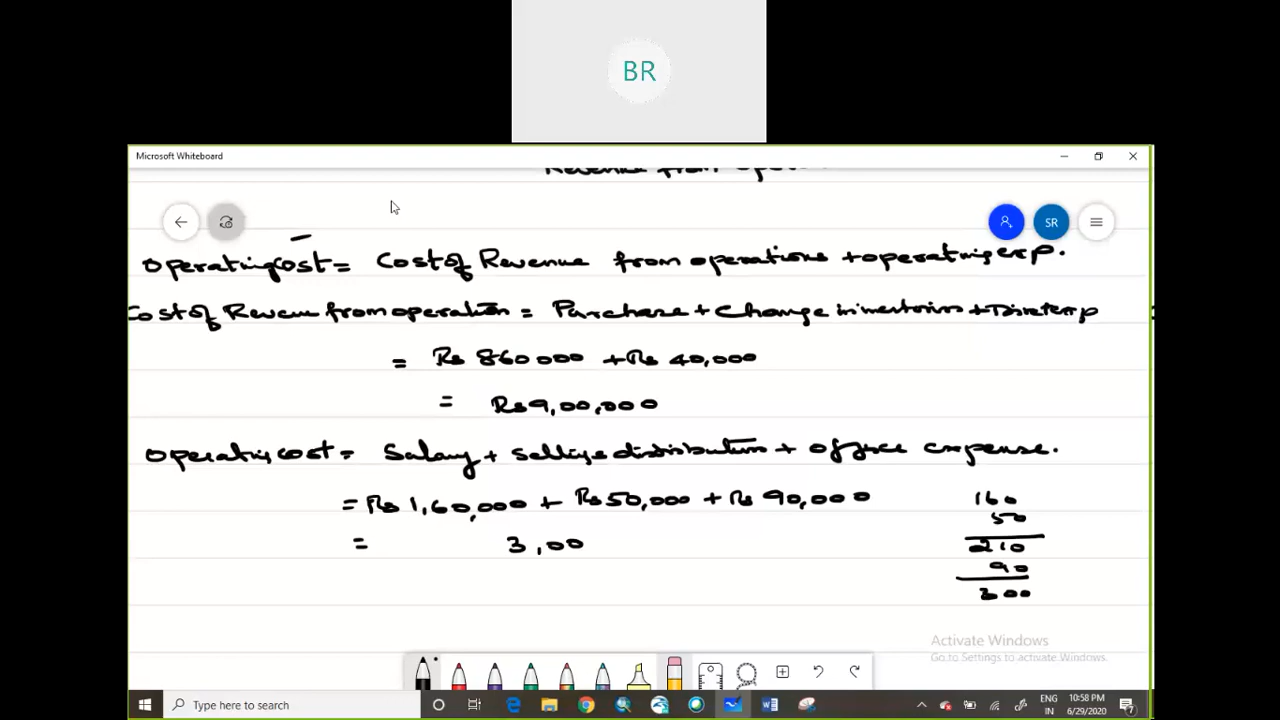 BR
Microsoft Whiteboard
Revenue from
SR
Operating cost = Cost of Revenue from operations + operating exp.
Cost of Revenue from operation = Purchase + Change in inventories + Direct exp
= Rs 860000 + Rs 40,000
= Rs 9,00,000
Operating cost = Salary + Selling distribution + office expense.
= Rs 1,60,000 + Rs 50,000 + Rs 90,000
160
50
= 3,00
210
90
300
Activate Windows
Go to Settings to activate Windows.
Type here to search
ENG
IN
10:58 PM
6/29/2020
7